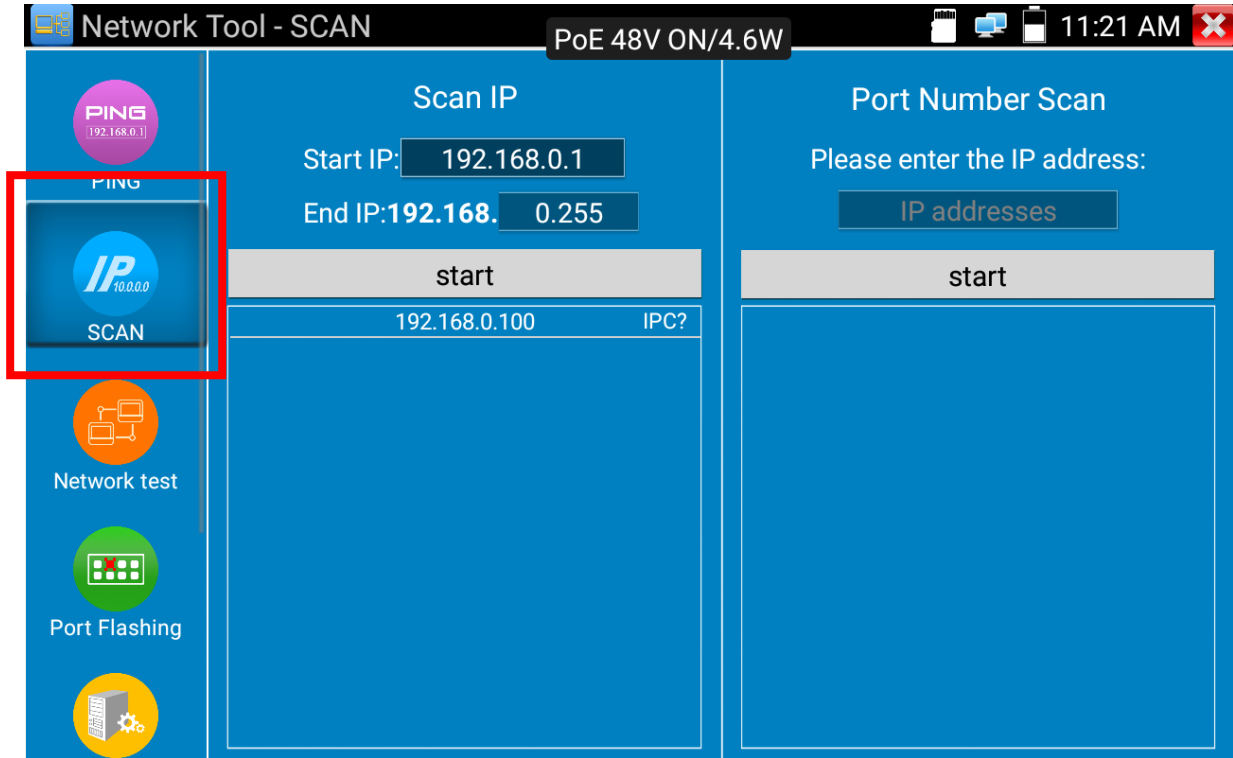 Network Tool - SCAN
PoE 48V ON/4.6W
11:21 AM
PING
192.168.0.1
PING
IP
10.0.0.0
SCAN
Network test
Port Flashing
Scan IP
Start IP: 192.168.0.1
End IP:192.168. 0.255
start
192.168.0.100 IPC?
Port Number Scan
Please enter the IP address:
IP addresses
start